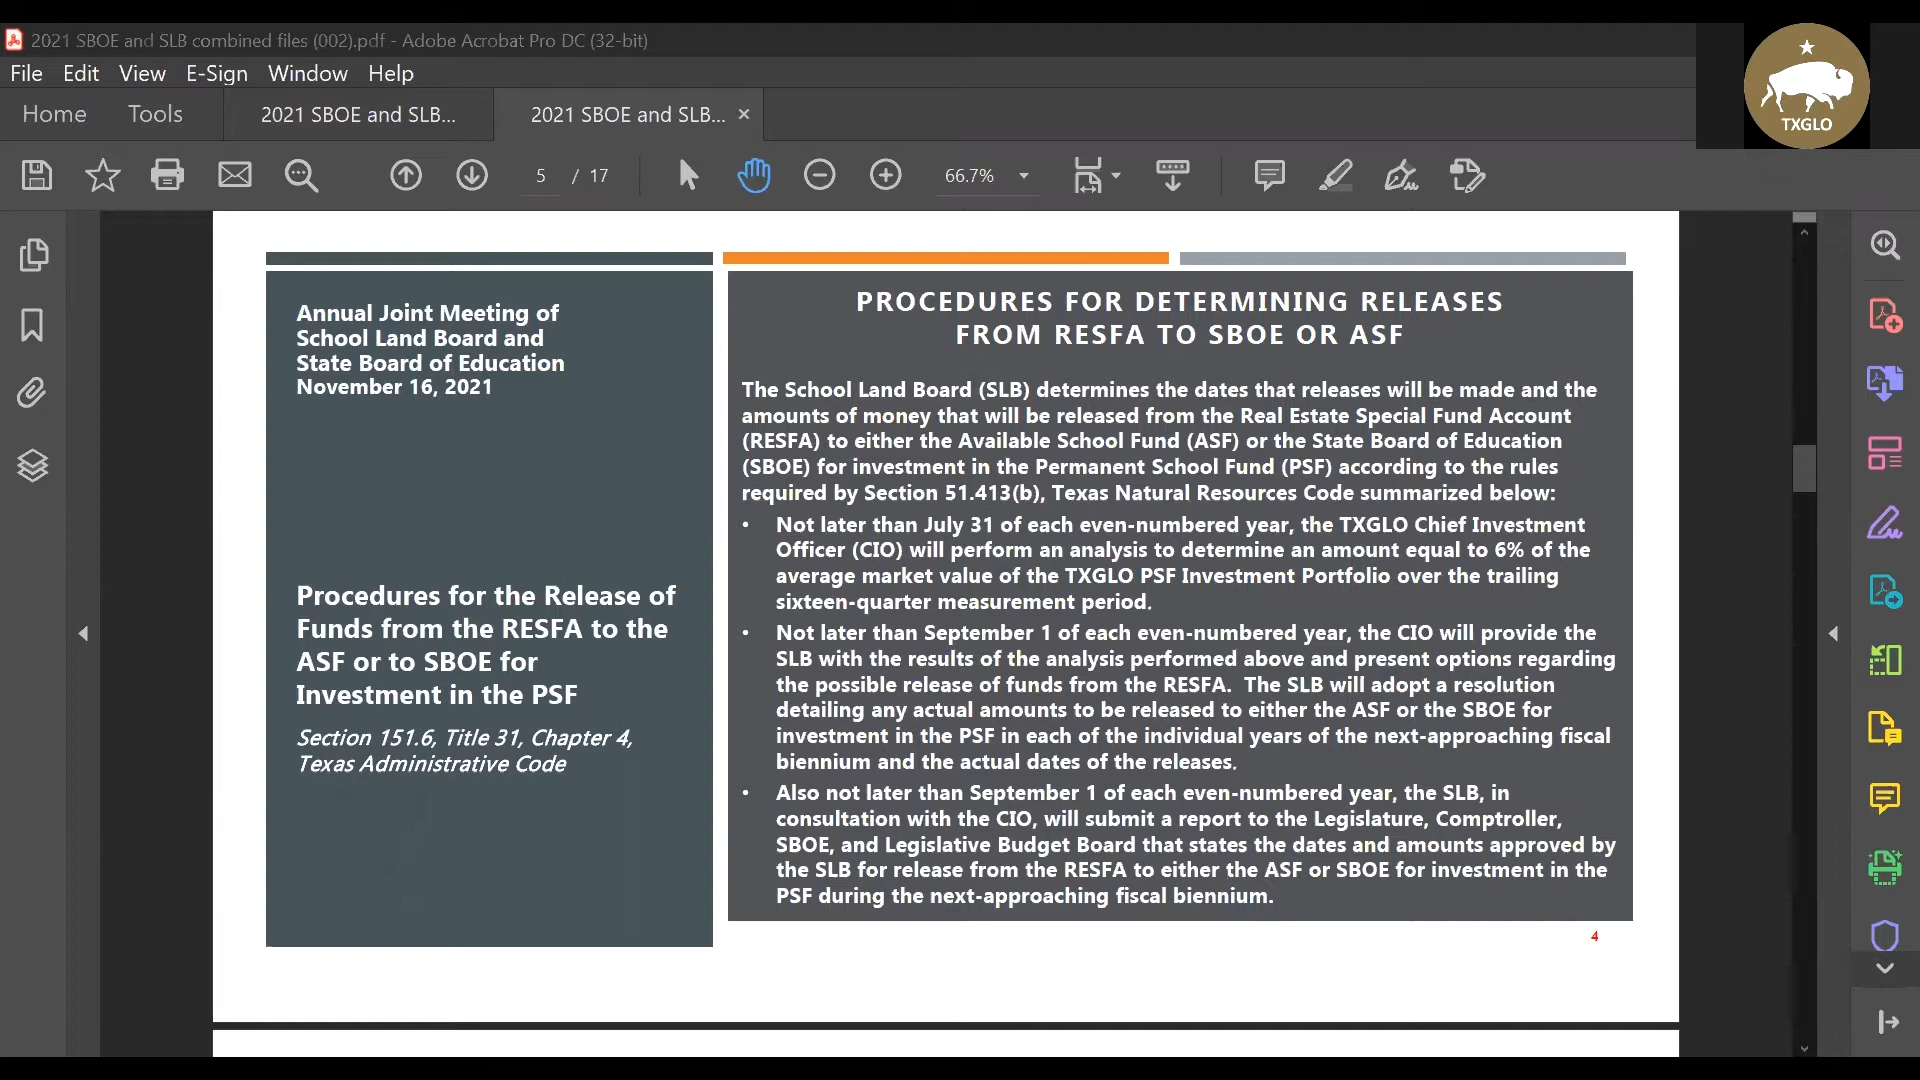 2021 SBOE and SLB combined files (002).pdf - Adobe Acrobat Pro DC (32-bit)
File Edit View E-Sign Window Help
Home Tools 2021 SBOE and SLB... 2021 SBOE and SLB... ×
5 / 17 66.7%
TXGLO
Annual Joint Meeting of
School Land Board and
State Board of Education
November 16, 2021
Procedures for the Release of
Funds from the RESFA to the
ASF or to SBOE for
Investment in the PSF
Section 151.6, Title 31, Chapter 4,
Texas Administrative Code
PROCEDURES FOR DETERMINING RELEASES
FROM RESFA TO SBOE OR ASF
The School Land Board (SLB) determines the dates that releases will be made and the
amounts of money that will be released from the Real Estate Special Fund Account
(RESFA) to either the Available School Fund (ASF) or the State Board of Education
(SBOE) for investment in the Permanent School Fund (PSF) according to the rules
required by Section 51.413(b), Texas Natural Resources Code summarized below:
• Not later than July 31 of each even-numbered year, the TXGLO Chief Investment
Officer (CIO) will perform an analysis to determine an amount equal to 6% of the
average market value of the TXGLO PSF Investment Portfolio over the trailing
sixteen-quarter measurement period.
• Not later than September 1 of each even-numbered year, the CIO will provide the
SLB with the results of the analysis performed above and present options regarding
the possible release of funds from the RESFA. The SLB will adopt a resolution
detailing any actual amounts to be released to either the ASF or the SBOE for
investment in the PSF in each of the individual years of the next-approaching fiscal
biennium and the actual dates of the releases.
• Also not later than September 1 of each even-numbered year, the SLB, in
consultation with the CIO, will submit a report to the Legislature, Comptroller,
SBOE, and Legislative Budget Board that states the dates and amounts approved by
the SLB for release from the RESFA to either the ASF or SBOE for investment in the
PSF during the next-approaching fiscal biennium.
4